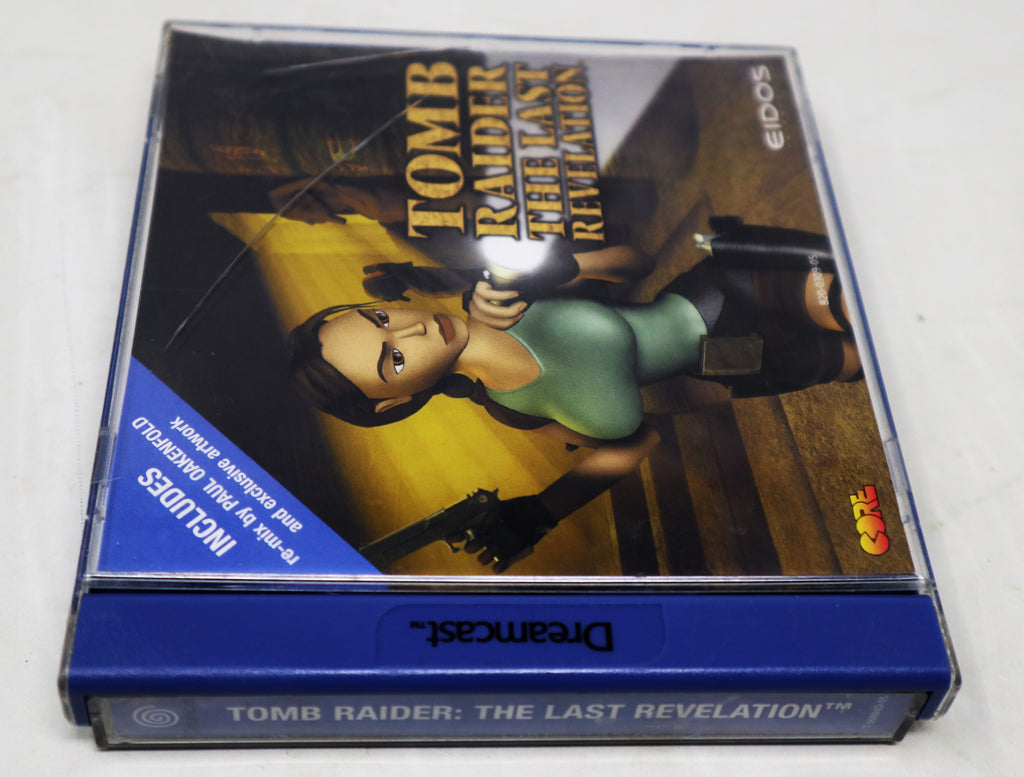 TOMB
RAIDER
THE LAST
REVELATION
EIDOS
INCLUDES
re-mix by PAUL OAKENFOLD
and exclusive artwork
CORE
Dreamcast™
TOMB RAIDER: THE LAST REVELATION™